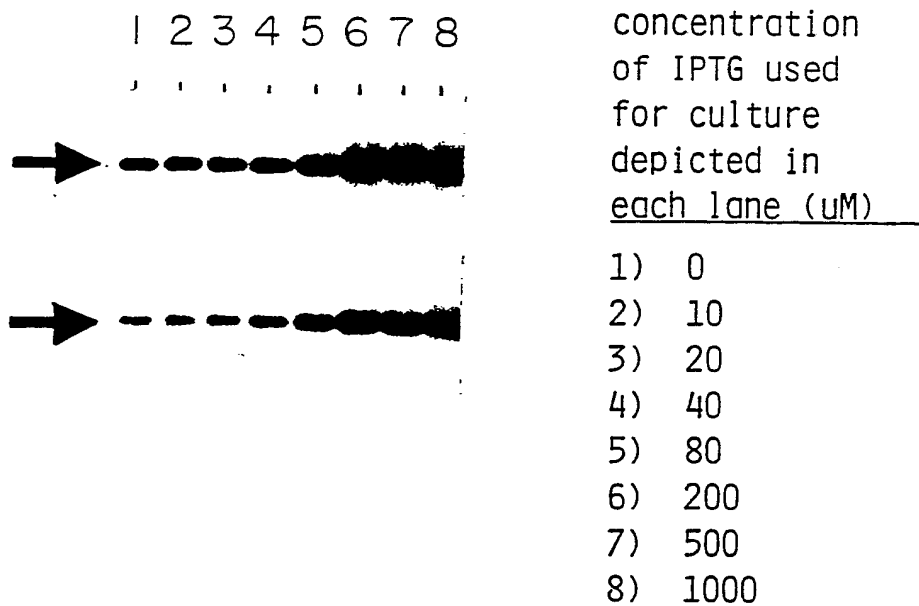 1 2 3 4 5 6 7 8
concentration
of IPTG used
for culture
depicted in
each lane (uM)
1) 0
2) 10
3) 20
4) 40
5) 80
6) 200
7) 500
8) 1000